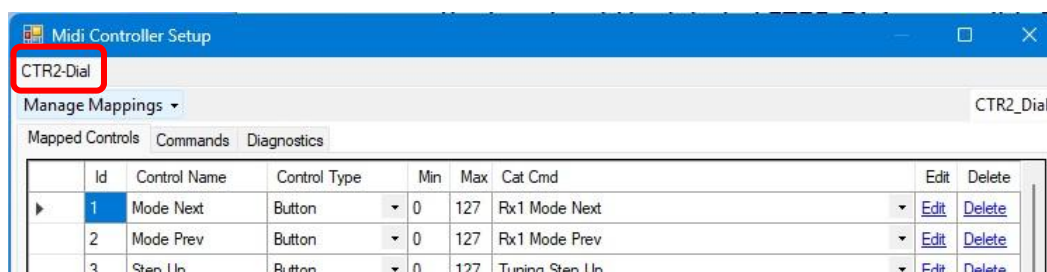 Midi Controller Setup
CTR2-Dial
Manage Mappings CTR2_Dial
Mapped Controls Commands Diagnostics
Id Control Name Control Type Min Max Cat Cmd Edit Delete
1 Mode Next Button 0 127 Rx1 Mode Next Edit Delete
2 Mode Prev Button 0 127 Rx1 Mode Prev Edit Delete
3 Step Up Button 0 127 Tuning Step Up Edit Delete